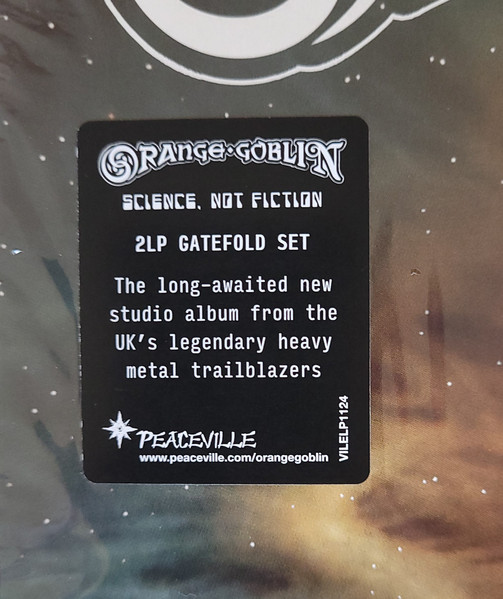 ORANGE·GOBLIN
SCIENCE, NOT FICTION
2LP GATEFOLD SET
The long-awaited new
studio album from the
UK's legendary heavy
metal trailblazers
PEACEVILLE
www.peaceville.com/orangegoblin
VILELP1124